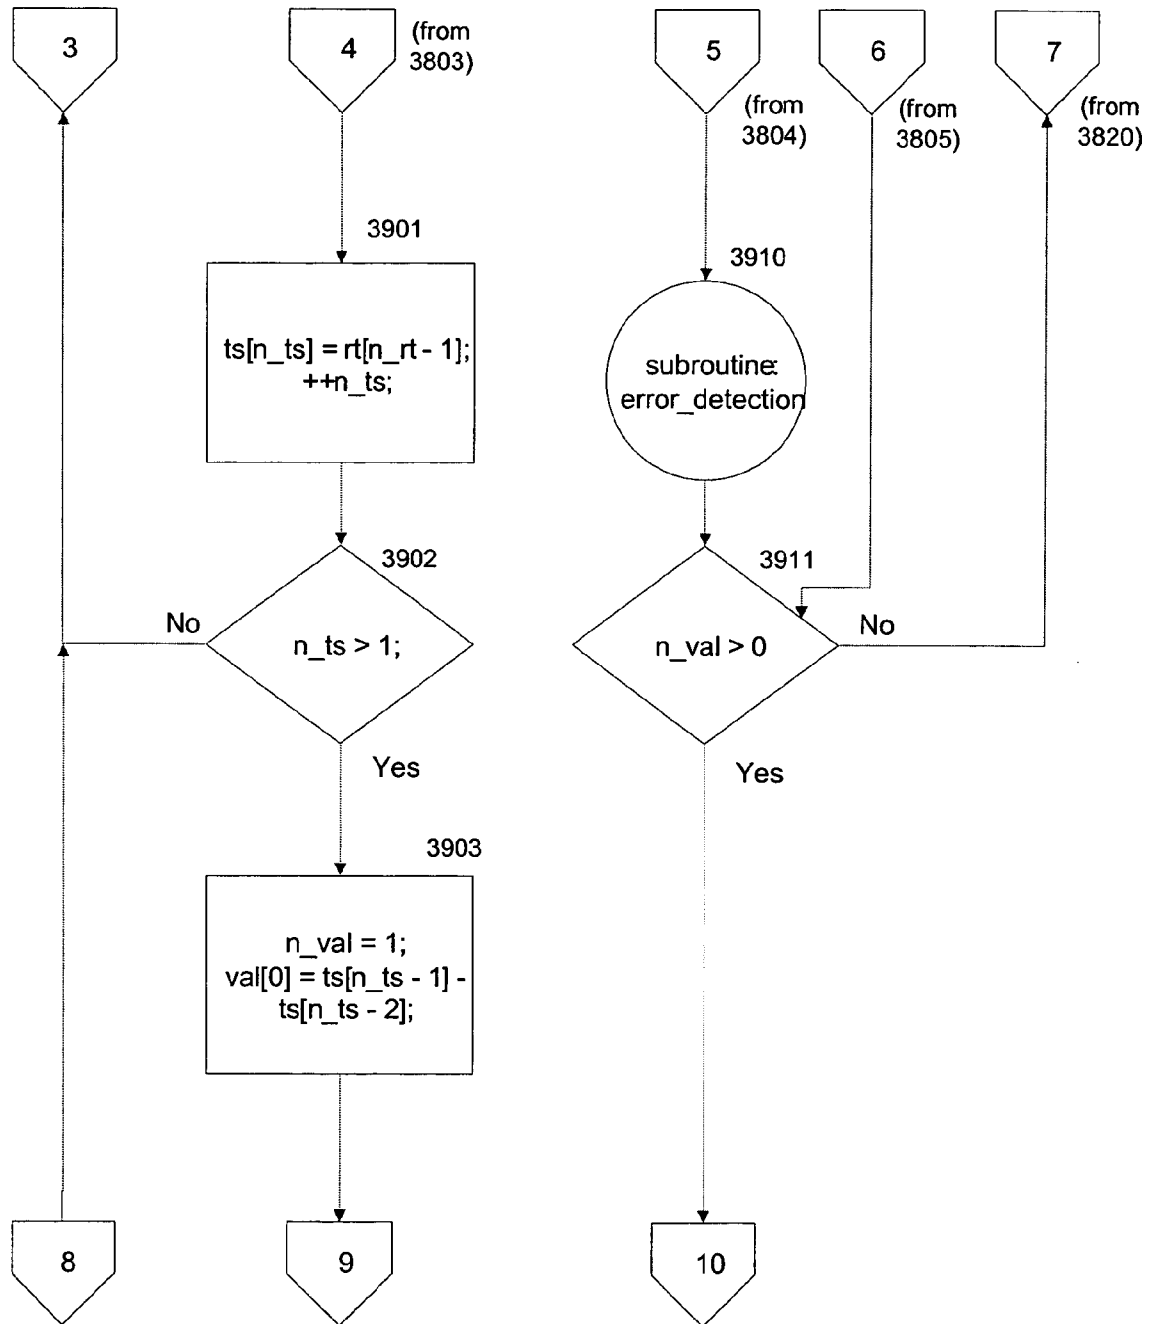 3
4
(from
3803)
5
(from
3804)
6
(from
3805)
7
(from
3820)
3901
ts[n_ts] = rt[n_rt - 1];
++n_ts;
3910
subroutine:
error_detection
3902
n_ts > 1;
No
Yes
3911
n_val > 0
No
Yes
3903
n_val = 1;
val[0] = ts[n_ts - 1] -
ts[n_ts - 2];
8
9
10